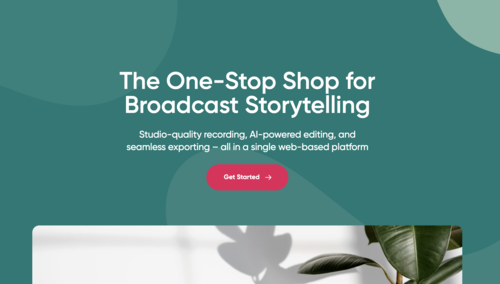 The One-Stop Shop for
Broadcast Storytelling
Studio-quality recording, AI-powered editing, and
seamless exporting – all in a single web-based platform
Get Started →